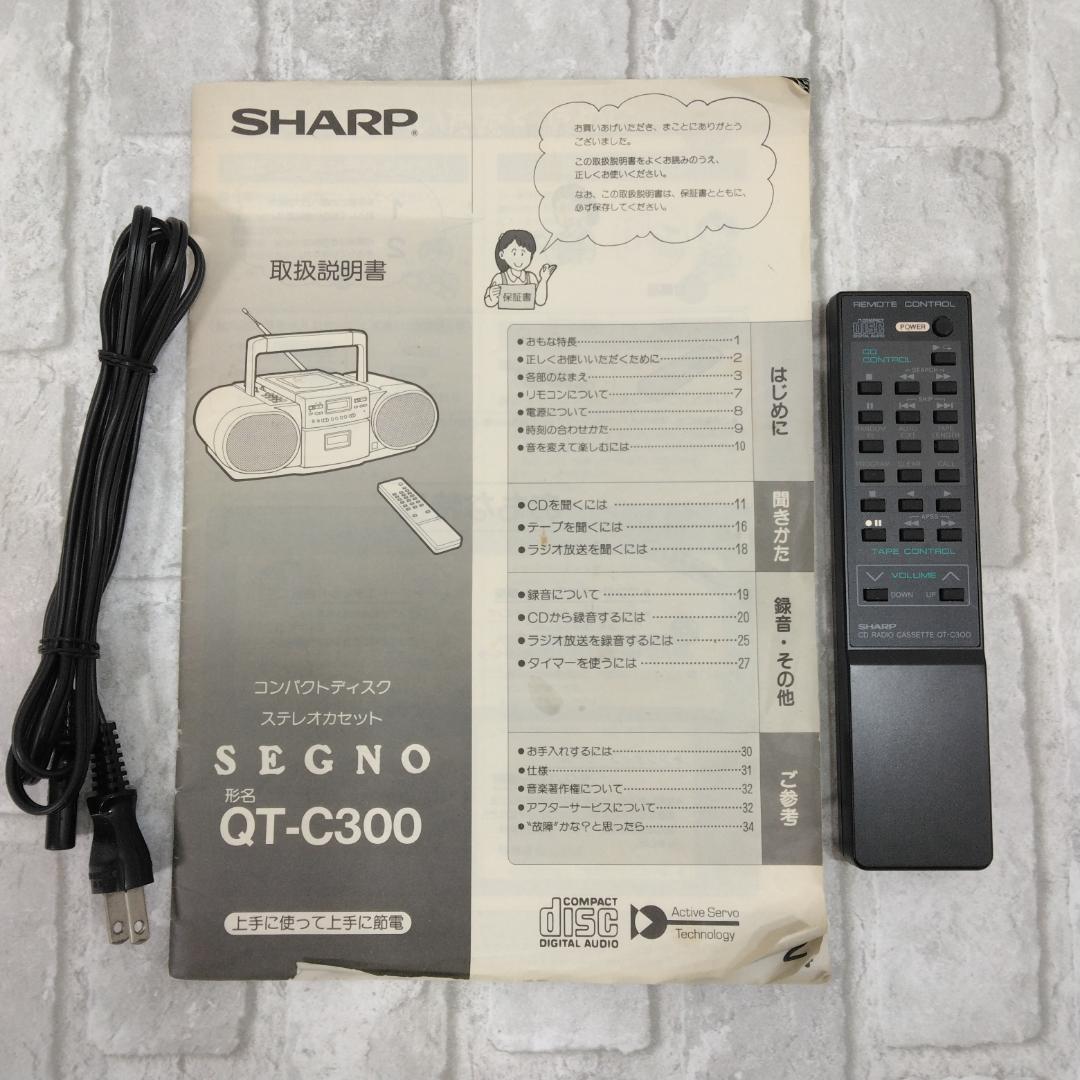 SHARP®
取扱説明書
コンパクトディスク
ステレオカセット
SEGNO
形名
QT-C300
上手に使って上手に節電
お買いあげいただき、まことにありがとう
ございました。
この取扱説明書をよくお読みのうえ、
正しくお使いください。
なお、この取扱説明書は、保証書とともに、
必ず保存してください。
保証書
はじめに
●おもな特長 1
●正しくお使いいただくために 2
●各部のなまえ 3
●リモコンについて 7
●電源について 8
●時刻の合わせかた 9
●音を変えて楽しむには 10
聞きかた
●CDを聞くには 11
●テープを聞くには 16
●ラジオ放送を聞くには 18
録音・その他
●録音について 19
●CDから録音するには 20
●ラジオ放送を録音するには 25
●タイマーを使うには 27
ご参考
●お手入れするには 30
●仕様 31
●音楽著作権について 32
●アフターサービスについて 32
●"故障"かな?と思ったら 34
COMPACT
disc
DIGITAL AUDIO
Active Servo
Technology
REMOTE CONTROL
COMPACT
disc
DIGITAL AUDIO
POWER
CD
CONTROL
SEARCH
SKIP
RANDOM
TAPE
LENGTH
PROGRAM CLEAR CALL
APSS
TAPE CONTROL
VOLUME
DOWN UP
SHARP
CD RADIO CASSETTE QT-C300